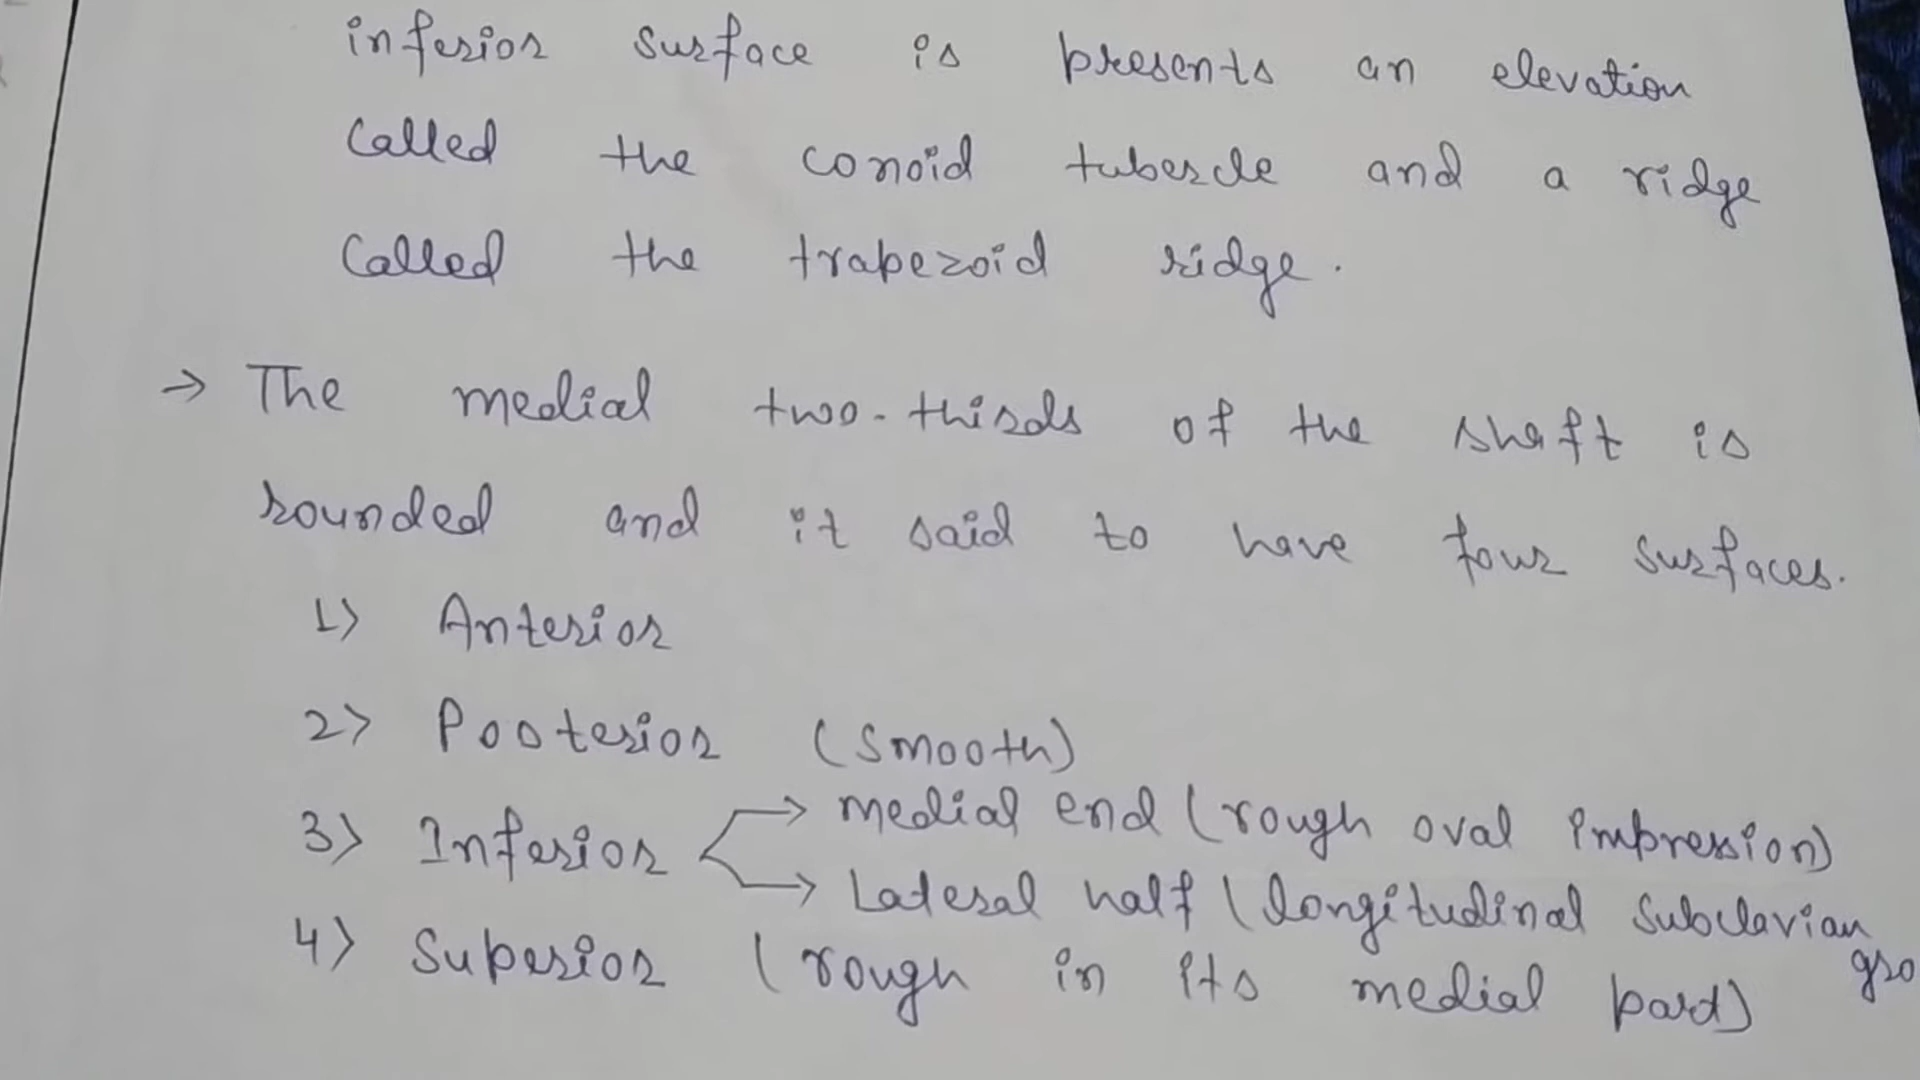 inferior surface is presents an elevation
called the conoid tubercle and a ridge
called the trapezoid ridge.
→ The medial two-thirds of the shaft is
rounded and it said to have four surfaces.
1) Anterior
2) Posterior (smooth)
3) Inferior → medial end (rough oval impression)
→ Lateral half (longitudinal subclavian gro
4) Superior (rough in its medial part)